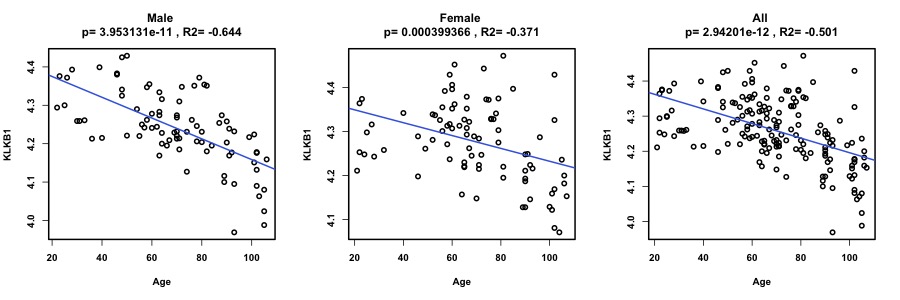 Male
p= 3.953131e-11 , R2= -0.644
KLKB1
4.4
4.3
4.2
4.1
4.0
20 40 60 80 100
Age
Female
p= 0.000399366 , R2= -0.371
KLKB1
4.4
4.3
4.2
4.1
20 40 60 80 100
Age
All
p= 2.94201e-12 , R2= -0.501
KLKB1
4.4
4.3
4.2
4.1
4.0
20 40 60 80 100
Age